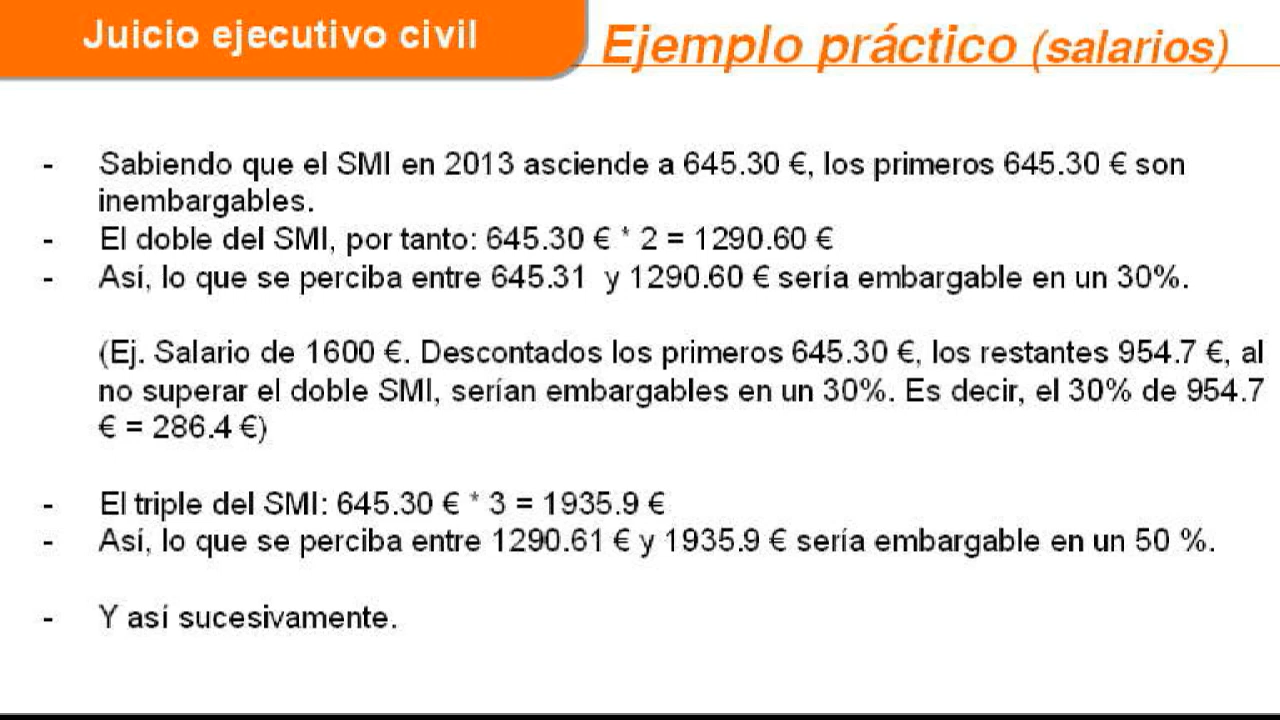 Juicio ejecutivo civil
Ejemplo práctico (salarios)
- Sabiendo que el SMI en 2013 asciende a 645.30 €, los primeros 645.30 € son
inembargables.
- El doble del SMI, por tanto: 645.30 € * 2 = 1290.60 €
- Así, lo que se perciba entre 645.31 y 1290.60 € sería embargable en un 30%.
(Ej. Salario de 1600 €. Descontados los primeros 645.30 €, los restantes 954.7 €, al
no superar el doble SMI, serían embargables en un 30%. Es decir, el 30% de 954.7
€ = 286.4 €)
- El triple del SMI: 645.30 € * 3 = 1935.9 €
- Así, lo que se perciba entre 1290.61 € y 1935.9 € sería embargable en un 50 %.
- Y así sucesivamente.